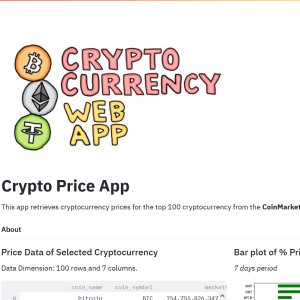 CRYPTO
CURRENCY
WEB
APP
Crypto Price App
This app retrieves cryptocurrency prices for the top 100 cryptocurrency from the CoinMarket
About
Price Data of Selected Cryptocurrency
Bar plot of % Pri
Data Dimension: 100 rows and 7 columns.
7 days period
coin_name coin_symbol market
0 bitcoin BTC 754,755,826,347